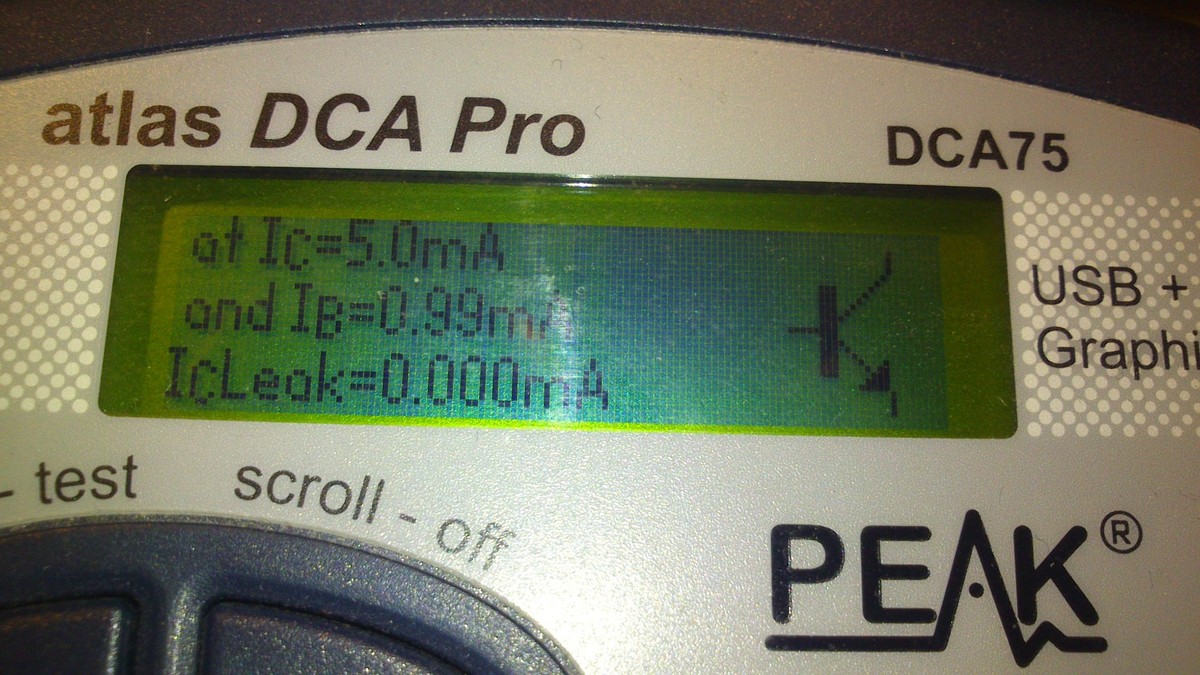 atlas DCA Pro
DCA75
at Ic=5.0mA
and IB=0.99mA
IcLeak=0.000mA
USB +
Graphi
- test
scroll - off
PEAK®